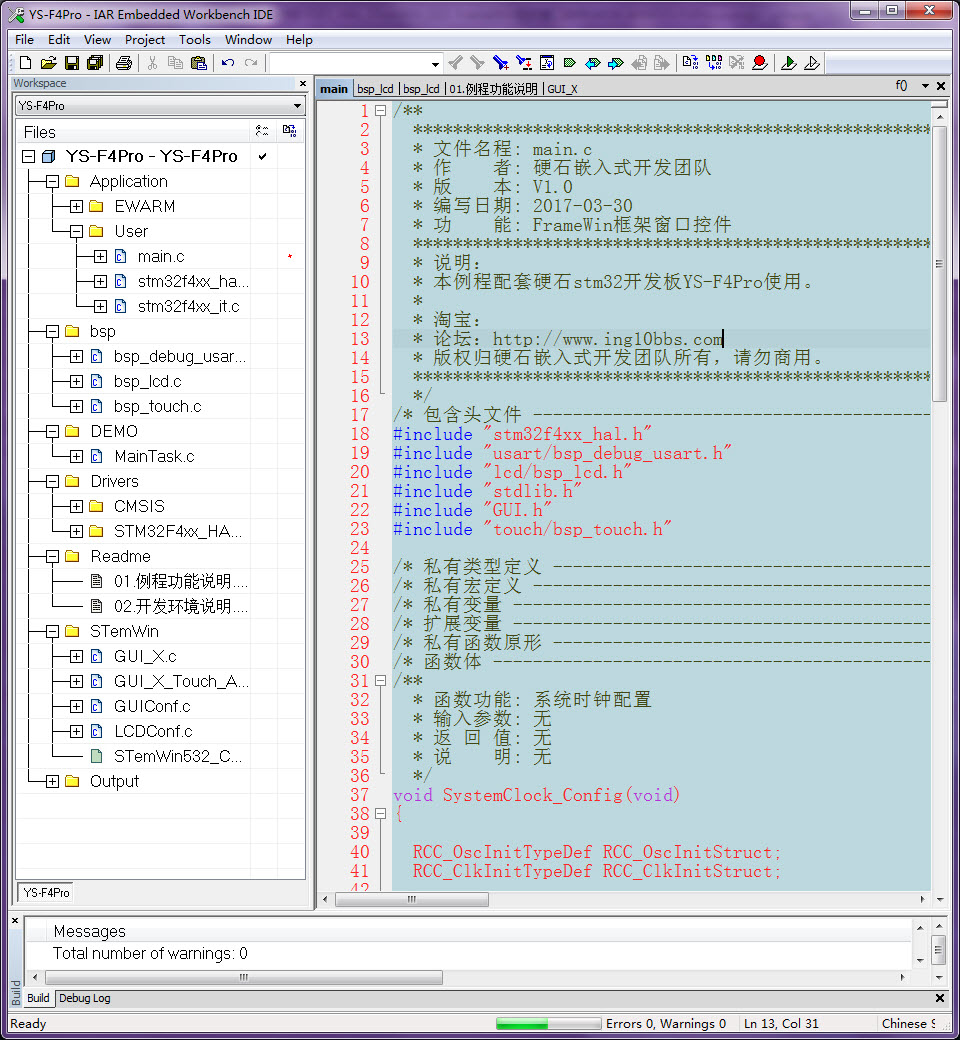 YS-F4Pro - IAR Embedded Workbench IDE
File Edit View Project Tools Window Help
Workspace
YS-F4Pro
Files
YS-F4Pro - YS-F4Pro
Application
EWARM
User
main.c
stm32f4xx_ha...
stm32f4xx_it.c
bsp
bsp_debug_usar...
bsp_lcd.c
bsp_touch.c
DEMO
MainTask.c
Drivers
CMSIS
STM32F4xx_HA...
Readme
01.例程功能说明....
02.开发环境说明....
STemWin
GUI_X.c
GUI_X_Touch_A...
GUIConf.c
LCDConf.c
STemWin532_C...
Output
YS-F4Pro
main bsp_lcd bsp_lcd 01.例程功能说明 GUI_X f()
1 /**
2 ****************************************************
3 * 文件名程: main.c
4 * 作 者: 硬石嵌入式开发团队
5 * 版 本: V1.0
6 * 编写日期: 2017-03-30
7 * 功 能: FrameWin框架窗口控件
8 ****************************************************
9 * 说明:
10 * 本例程配套硬石stm32开发板YS-F4Pro使用。
11 *
12 * 淘宝:
13 * 论坛: http://www.ing10bbs.com
14 * 版权归硬石嵌入式开发团队所有，请勿商用。
15 ****************************************************
16 */
17 /* 包含头文件 ----------------------------------------
18 #include "stm32f4xx_hal.h"
19 #include "usart/bsp_debug_usart.h"
20 #include "lcd/bsp_lcd.h"
21 #include "stdlib.h"
22 #include "GUI.h"
23 #include "touch/bsp_touch.h"
24
25 /* 私有类型定义 --------------------------------------
26 /* 私有宏定义 ----------------------------------------
27 /* 私有变量 ------------------------------------------
28 /* 扩展变量 ------------------------------------------
29 /* 私有函数原形 --------------------------------------
30 /* 函数体 --------------------------------------------
31 /**
32 * 函数功能: 系统时钟配置
33 * 输入参数: 无
34 * 返 回 值: 无
35 * 说 明: 无
36 */
37 void SystemClock_Config(void)
38 {
39
40 RCC_OscInitTypeDef RCC_OscInitStruct;
41 RCC_ClkInitTypeDef RCC_ClkInitStruct;
42
Messages
Total number of warnings: 0
Build
Build Debug Log
Ready Errors 0, Warnings 0 Ln 13, Col 31 Chinese S